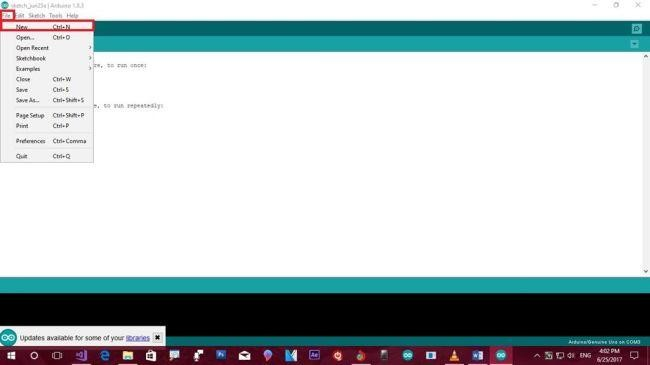 sketch_jun25a | Arduino 1.8.3
File Edit Sketch Tools Help
New Ctrl+N
Open... Ctrl+O
Open Recent
Sketchbook
Examples
Close Ctrl+W
Save Ctrl+S
Save As... Ctrl+Shift+S
Page Setup Ctrl+Shift+P
Print Ctrl+P
Preferences Ctrl+Comma
Quit Ctrl+Q
re, to run once:
e, to run repeatedly:
Updates available for some of your libraries
Arduino/Genuino Uno on COM3
ENG
4:02 PM
6/25/2017